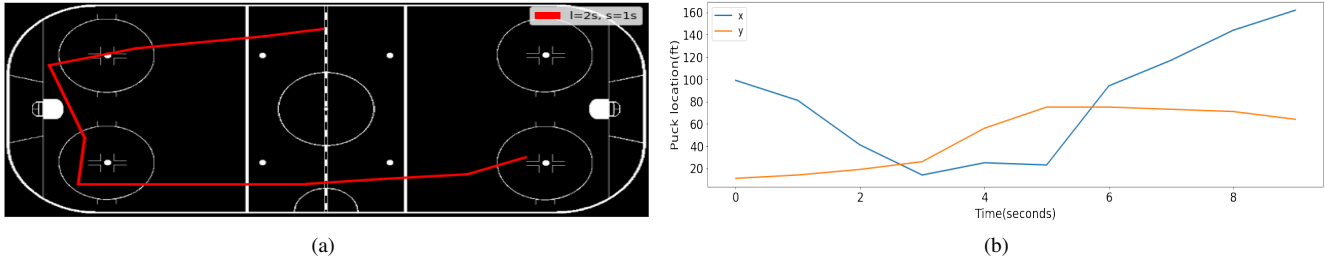 l=2s, s=1s
(a)
x
y
Puck location(ft)
160
140
120
100
80
60
40
20
0
2
4
6
8
Time(seconds)
(b)